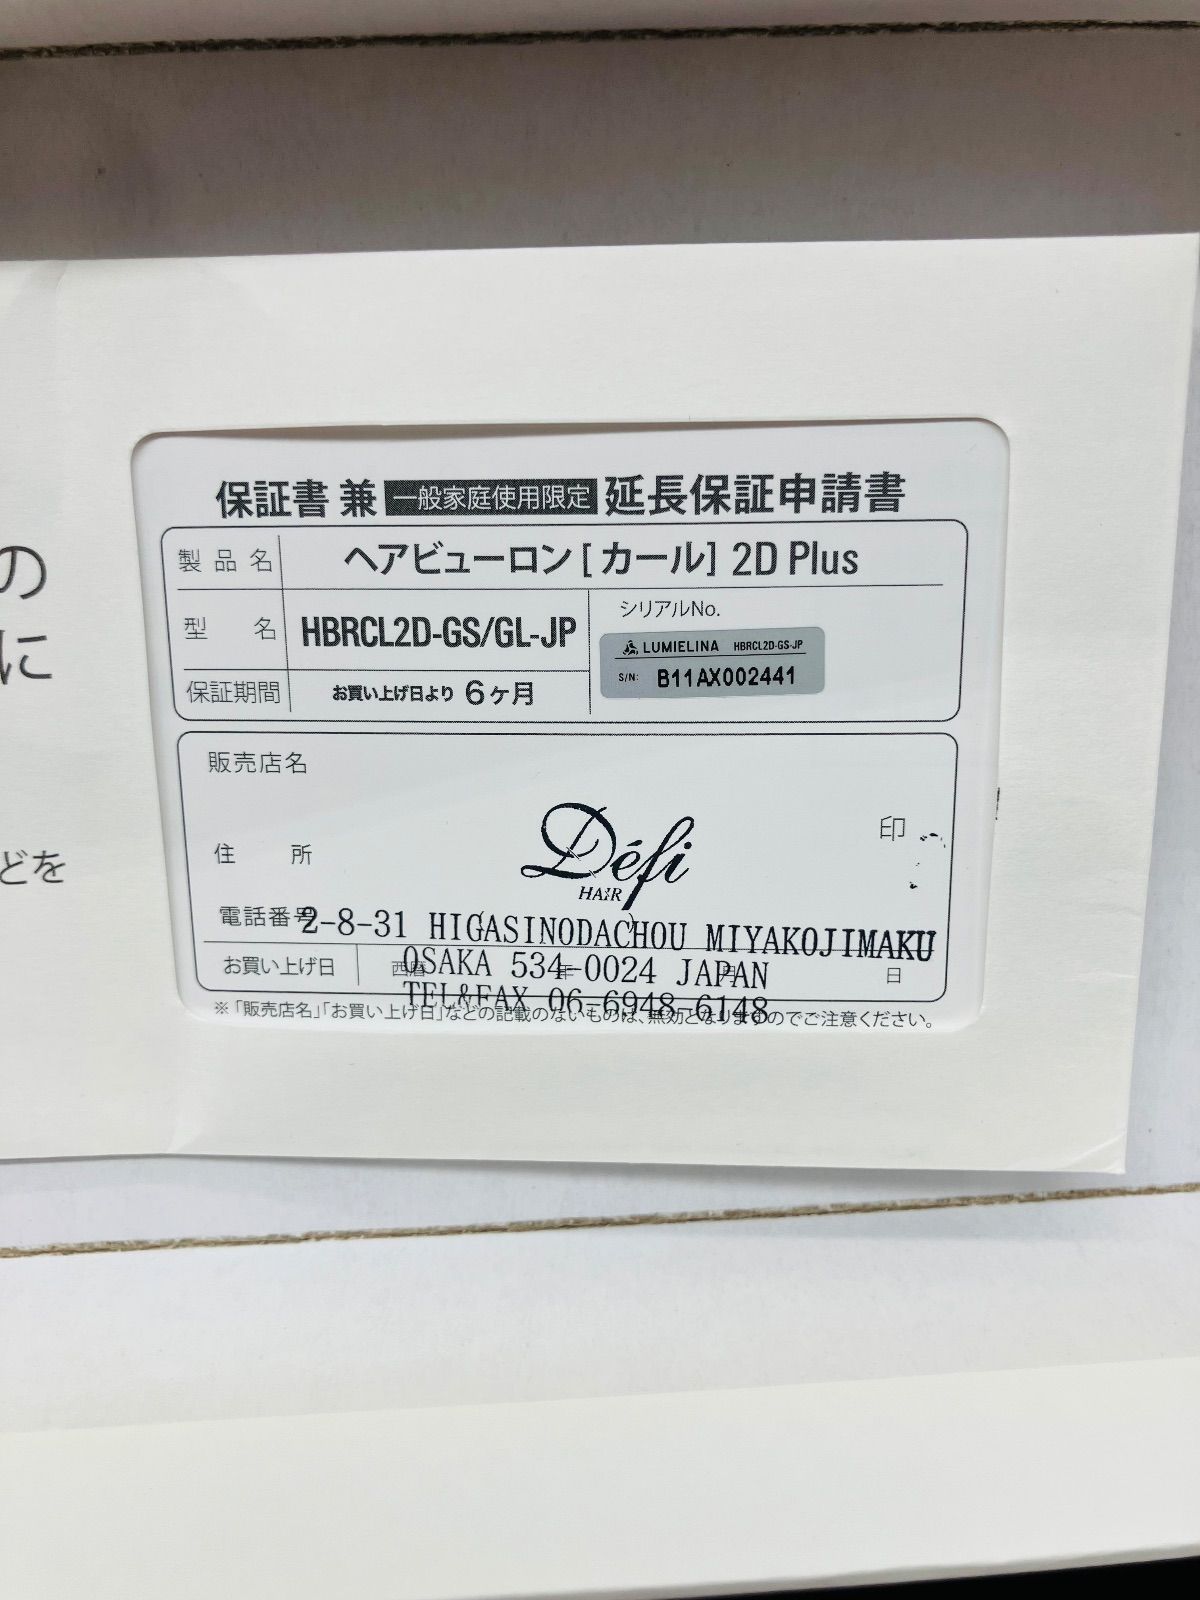 保証書 兼 一般家庭使用限定 延長保証申請書
製品名 ヘアビューロン [カール] 2D Plus
型 名 HBRCL2D-GS/GL-JP
シリアルNo.
LUMIELINA HBRCL2D-GS-JP
S/N: B11AX002441
保証期間 お買い上げ日より 6ヶ月
の
に
どを
販売店名
Défi
HAIR
住 所
印
電話番号
2-8-31 HIGASINODACHOU MIYAKOJIMAKU
お買い上げ日 西暦 年 月 日
OSAKA 534-0024 JAPAN
TEL&FAX 06-6948-6148
※「販売店名」「お買い上げ日」などの記載のないものは、無効となりますのでご注意ください。